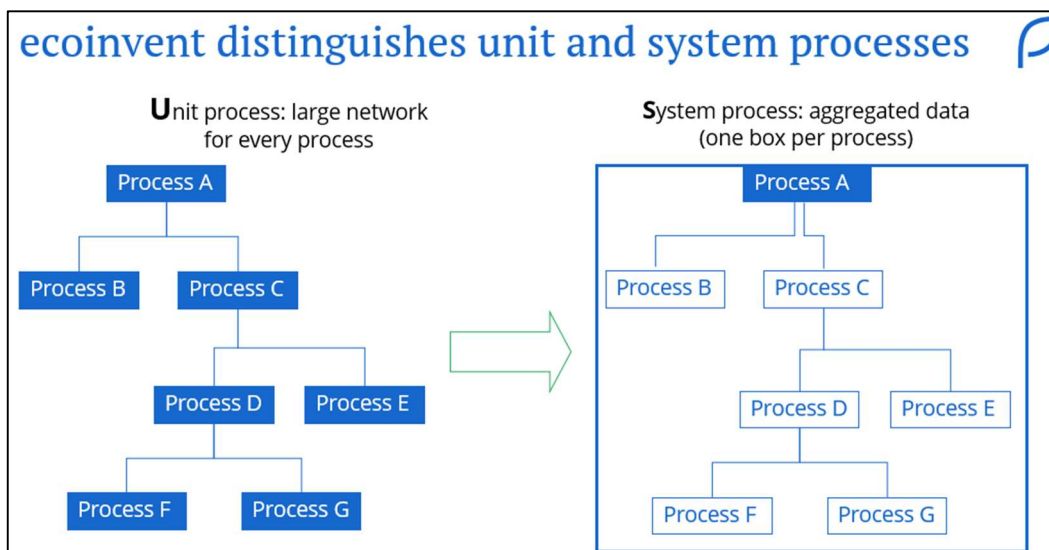 ecoinvent distinguishes unit and system processes
Unit process: large network
for every process
Process A
Process B
Process C
Process D
Process E
Process F
Process G
System process: aggregated data
(one box per process)
Process A
Process B
Process C
Process D
Process E
Process F
Process G